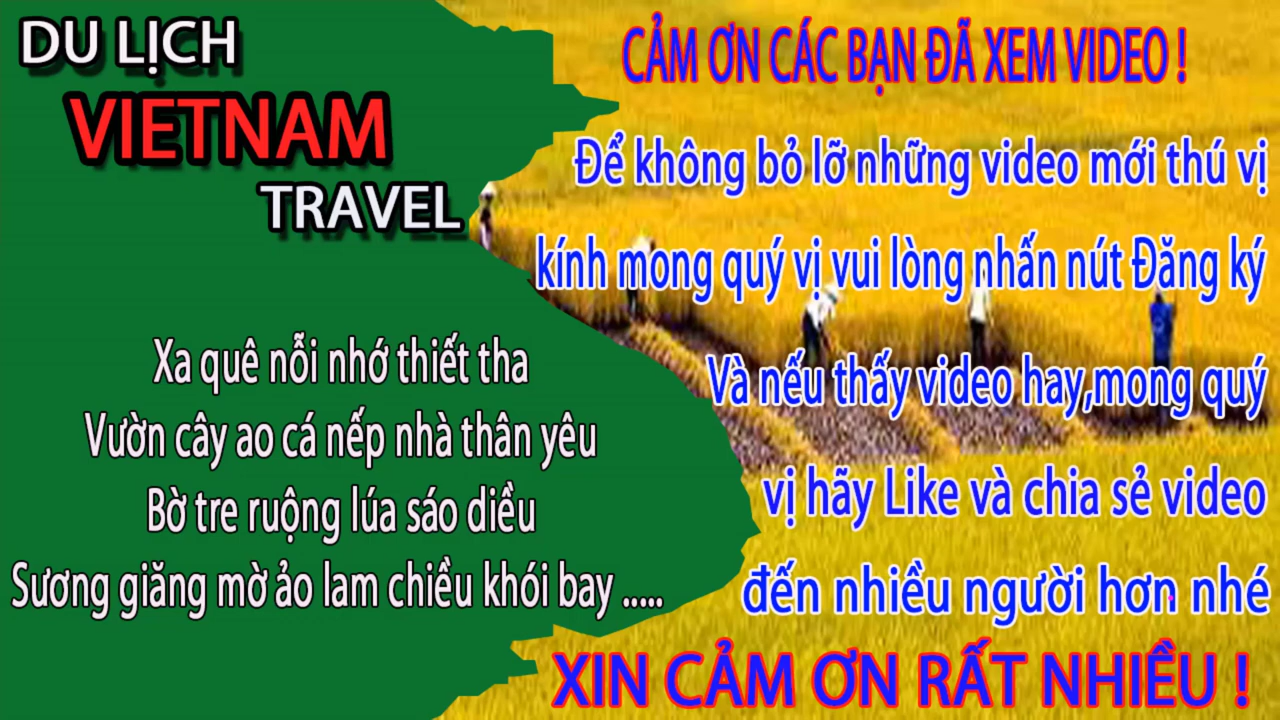 DU LỊCH
VIETNAM
TRAVEL
Xa quê nỗi nhớ thiết tha
Vườn cây ao cá nếp nhà thân yêu
Bờ tre ruộng lúa sáo diều
Sương giăng mờ ảo lam chiều khói bay .....
CẢM ƠN CÁC BẠN ĐÃ XEM VIDEO !
Để không bỏ lỡ những video mới thú vị
kính mong quý vị vui lòng nhấn nút Đăng ký
Và nếu thấy video hay,mong quý
vị hãy Like và chia sẻ video
đến nhiều người hơn nhé
XIN CẢM ƠN RẤT NHIỀU !